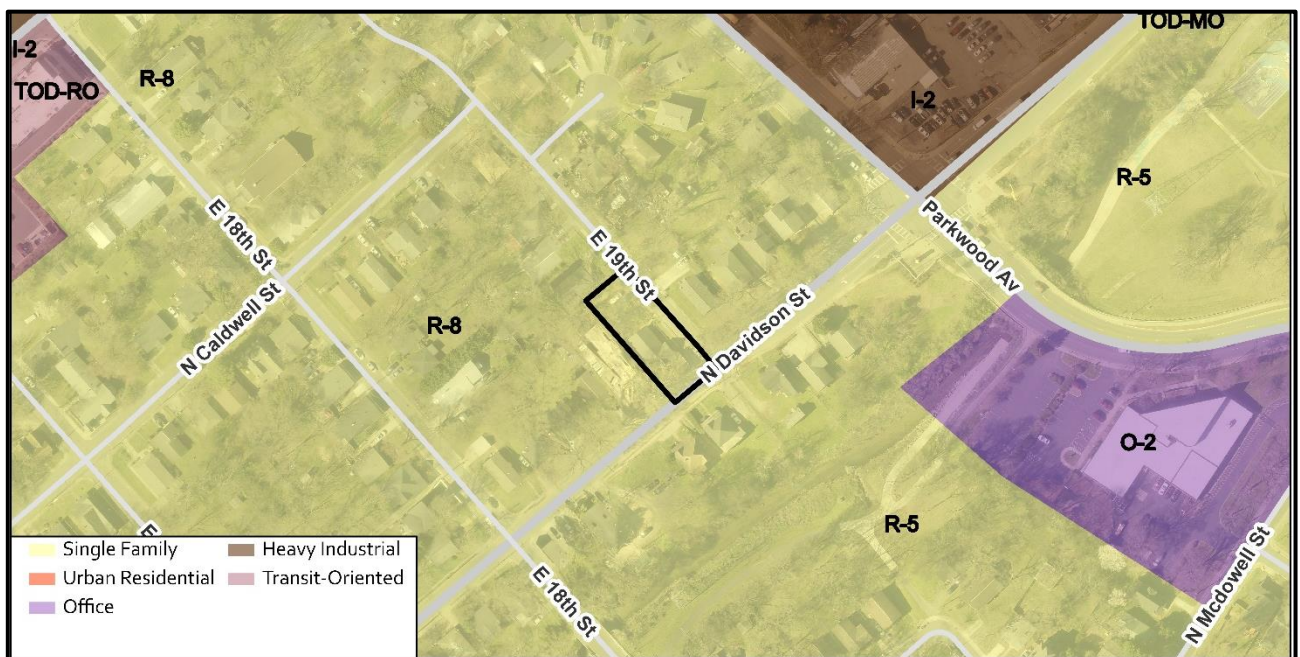 TOD-MO
I-2
R-8
TOD-RO
I-2
R-5
E 18th St
Parkwood Av
E 19th St
N Caldwell St
R-8
N Davidson St
O-2
R-5
E
Single Family
Heavy Industrial
Urban Residential
Transit-Oriented
Office
E 18th St
N Mcdowell St